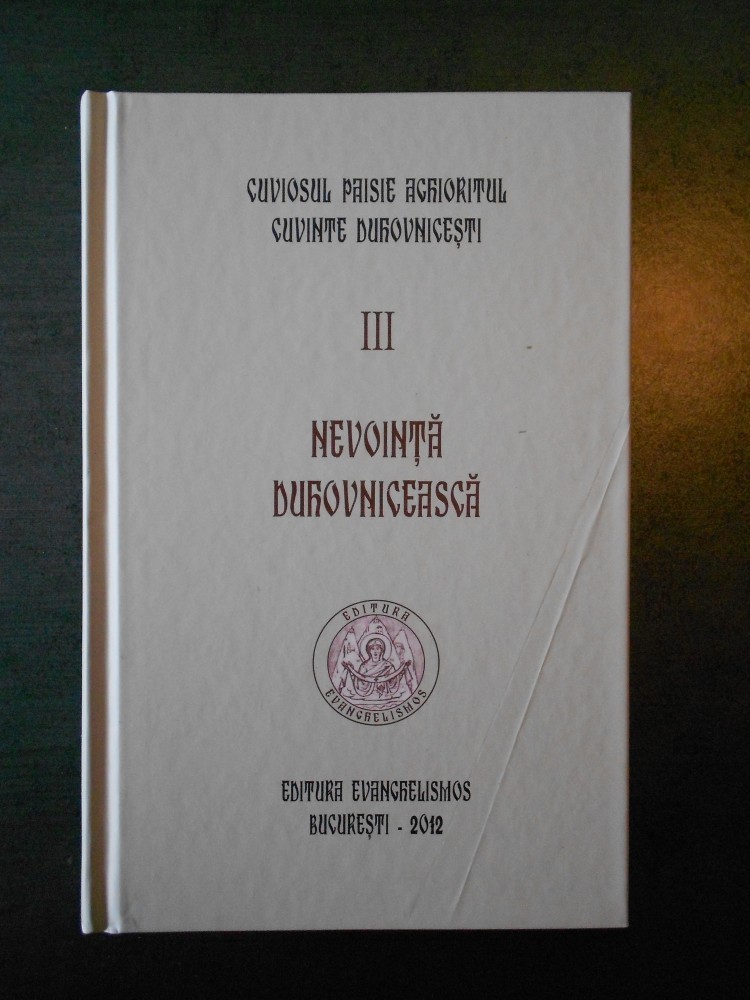 CUVIOSUL PAISIE AGHIORITUL
CUVINTE DUHOVNICEȘTI
III
NEVOINȚĂ
DUHOVNICEASCĂ
EDITURA
EVANGHELISMOS
EDITURA EVANGHELISMOS
BUCUREȘTI - 2012